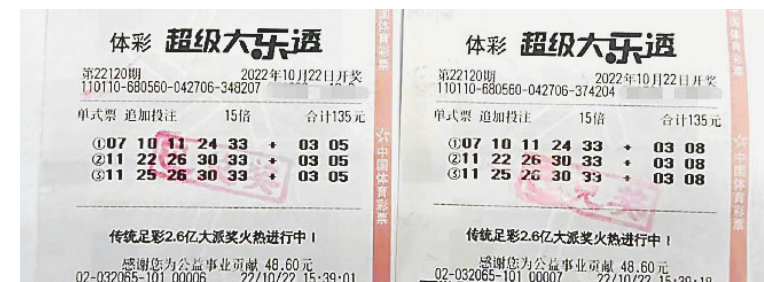 体彩 超级大乐透
第22120期 2022年10月22日开奖
110110-680560-042706-348207
单式票 追加投注 15倍 合计135元
①07 10 11 24 33 + 03 05
②11 22 26 30 33 + 03 05
③11 25 26 30 33 + 03 05
传统足彩2.6亿大派奖火热进行中！
感谢您为公益事业贡献 48.60元
02-032065-101 00006 22/10/22 15:39:01
中国体育彩票
体彩 超级大乐透
第22120期 2022年10月22日开奖
110110-680560-042706-374204
单式票 追加投注 15倍 合计135元
①07 10 11 24 33 + 03 08
②11 22 26 30 33 + 03 08
③11 25 26 30 33 + 03 08
传统足彩2.6亿大派奖火热进行中！
感谢您为公益事业贡献 48.60元
02-032065-101 00007 22/10/22 15:39:18
中国体育彩票